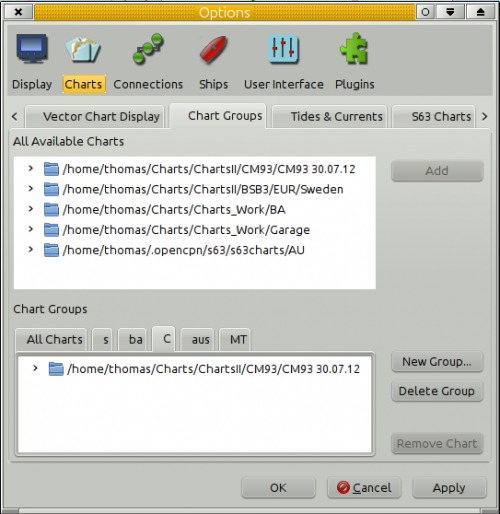 Options
Display Charts Connections Ships User Interface Plugins
Vector Chart Display Chart Groups Tides & Currents S63 Charts
All Available Charts
/home/thomas/Charts/ChartsII/CM93/CM93 30.07.12
/home/thomas/Charts/ChartsII/BSB3/EUR/Sweden
/home/thomas/Charts/Charts_Work/BA
/home/thomas/Charts/Charts_Work/Garage
/home/thomas/.opencpn/s63/s63charts/AU
Add
Chart Groups
All Charts s ba C aus MT
/home/thomas/Charts/ChartsII/CM93/CM93 30.07.12
New Group...
Delete Group
Remove Chart
OK Cancel Apply